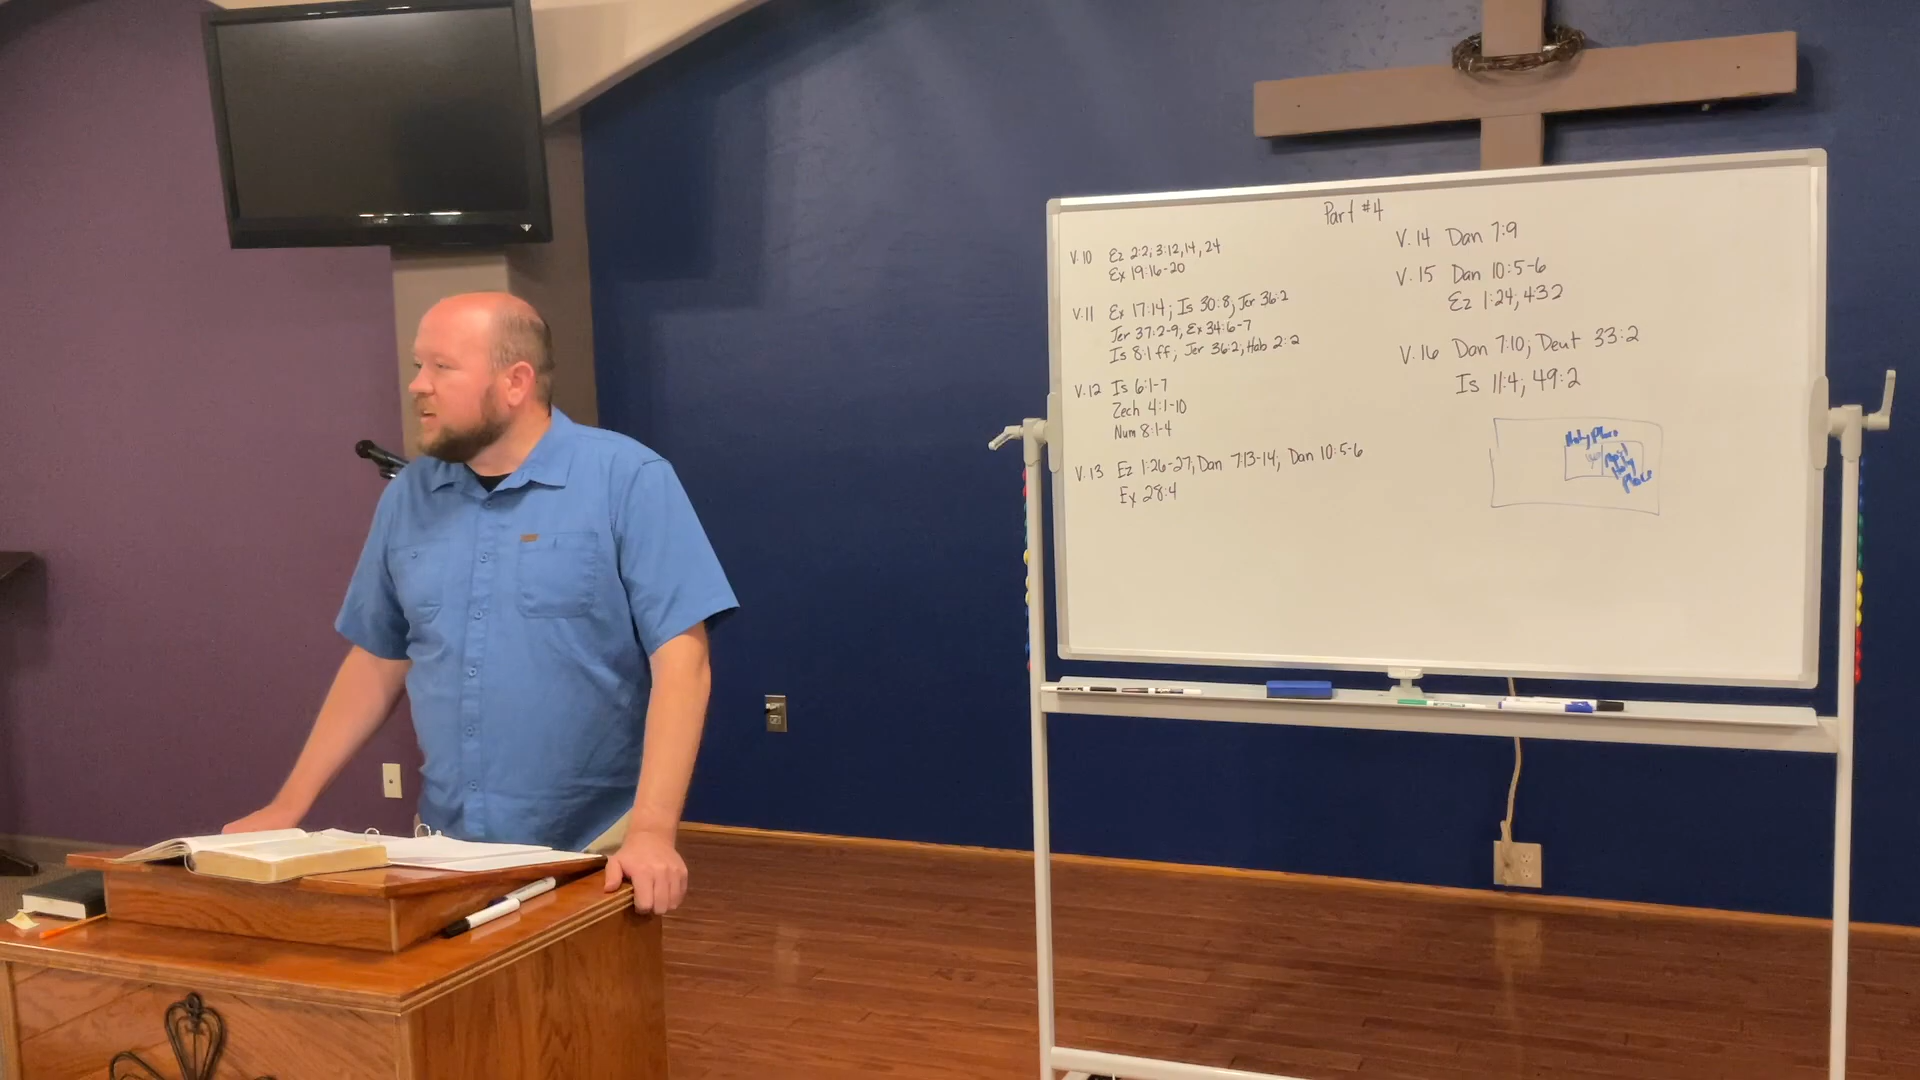 Part #4
V.10 Ez 2:2; 3:12,14,24
Ex 19:16-20
V.11 Ex 17:14; Is 30:8; Jer 36:2
Jer 37:2-9, Ex 34:6-7
Is 8:1ff; Jer 36:2; Hab 2:2
V.12 Is 6:1-7
Zech 4:1-10
Num 8:1-4
V.13 Ez 1:26-27; Dan 7:13-14; Dan 10:5-6
Ex 28:4
V.14 Dan 7:9
V.15 Dan 10:5-6
Ez 1:24; 43:2
V.16 Dan 7:10; Deut 33:2
Is 11:4; 49:2
Holy Place
Most
Holy
Place